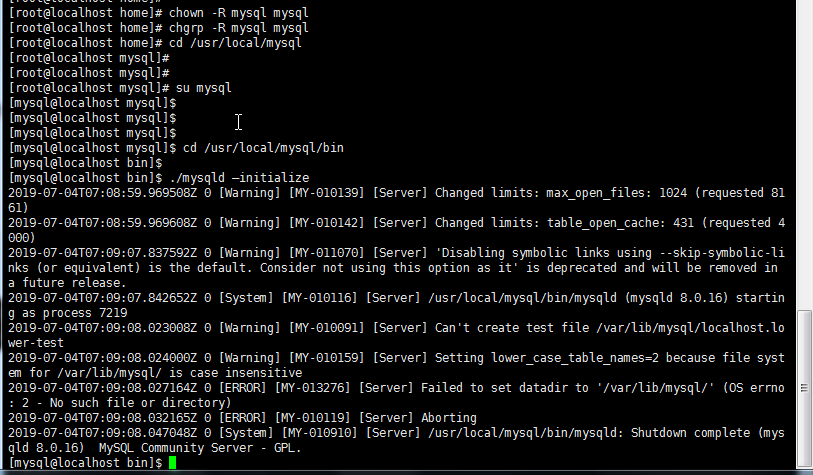 [root@localhost home]# chown -R mysql mysql
[root@localhost home]# chgrp -R mysql mysql
[root@localhost home]# cd /usr/local/mysql
[root@localhost mysql]#
[root@localhost mysql]#
[root@localhost mysql]# su mysql
[mysql@localhost mysql]$
[mysql@localhost mysql]$
[mysql@localhost mysql]$
[mysql@localhost mysql]$ cd /usr/local/mysql/bin
[mysql@localhost bin]$
[mysql@localhost bin]$ ./mysqld –initialize
2019-07-04T07:08:59.969508Z 0 [Warning] [MY-010139] [Server] Changed limits: max_open_files: 1024 (requested 81
61)
2019-07-04T07:08:59.969608Z 0 [Warning] [MY-010142] [Server] Changed limits: table_open_cache: 431 (requested 4
000)
2019-07-04T07:09:07.837592Z 0 [Warning] [MY-011070] [Server] 'Disabling symbolic links using --skip-symbolic-li
nks (or equivalent) is the default. Consider not using this option as it' is deprecated and will be removed in
a future release.
2019-07-04T07:09:07.842652Z 0 [System] [MY-010116] [Server] /usr/local/mysql/bin/mysqld (mysqld 8.0.16) startin
g as process 7219
2019-07-04T07:09:08.023008Z 0 [Warning] [MY-010091] [Server] Can't create test file /var/lib/mysql/localhost.lo
wer-test
2019-07-04T07:09:08.024000Z 0 [Warning] [MY-010159] [Server] Setting lower_case_table_names=2 because file syst
em for /var/lib/mysql/ is case insensitive
2019-07-04T07:09:08.027164Z 0 [ERROR] [MY-013276] [Server] Failed to set datadir to '/var/lib/mysql/' (OS errno
: 2 - No such file or directory)
2019-07-04T07:09:08.032165Z 0 [ERROR] [MY-010119] [Server] Aborting
2019-07-04T07:09:08.047048Z 0 [System] [MY-010910] [Server] /usr/local/mysql/bin/mysqld: Shutdown complete (mys
qld 8.0.16)  MySQL Community Server - GPL.
[mysql@localhost bin]$